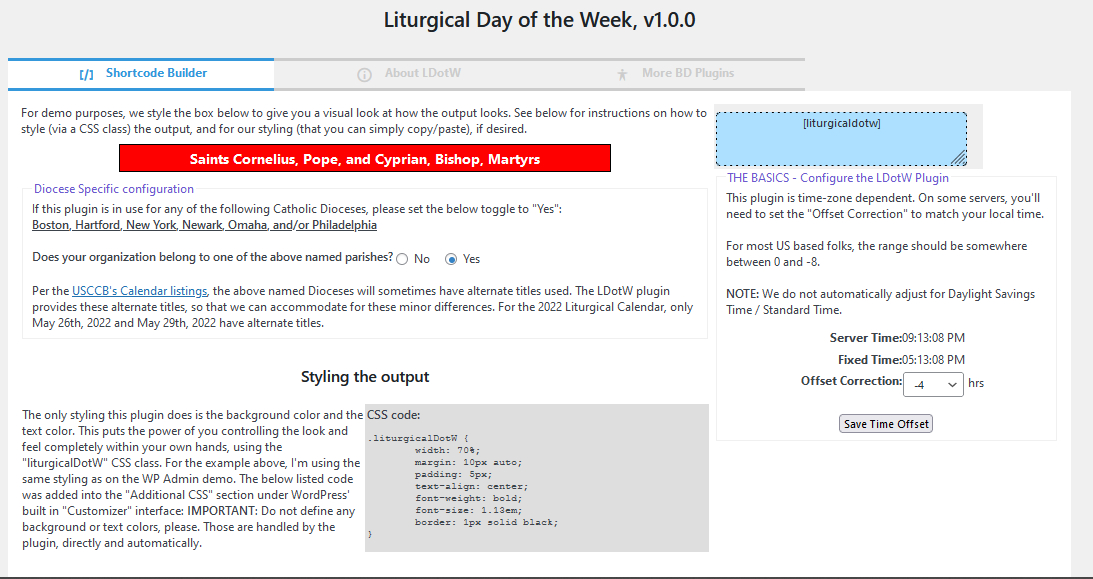 Liturgical Day of the Week, v1.0.0
[/] Shortcode Builder
About LDotW
More BD Plugins
For demo purposes, we style the box below to give you a visual look at how the output looks. See below for instructions on how to
style (via a CSS class) the output, and for our styling (that you can simply copy/paste), if desired.
Saints Cornelius, Pope, and Cyprian, Bishop, Martyrs
Diocese Specific configuration
If this plugin is in use for any of the following Catholic Dioceses, please set the below toggle to "Yes":
Boston, Hartford, New York, Newark, Omaha, and/or Philadelphia
Does your organization belong to one of the above named parishes? No Yes
Per the USCCB's Calendar listings, the above named Dioceses will sometimes have alternate titles used. The LDotW plugin
provides these alternate titles, so that we can accommodate for these minor differences. For the 2022 Liturgical Calendar, only
May 26th, 2022 and May 29th, 2022 have alternate titles.
Styling the output
The only styling this plugin does is the background color and the
text color. This puts the power of you controlling the look and
feel completely within your own hands, using the
"liturgicalDotW" CSS class. For the example above, I'm using the
same styling as on the WP Admin demo. The below listed code
was added into the "Additional CSS" section under WordPress'
built in "Customizer" interface: IMPORTANT: Do not define any
background or text colors, please. Those are handled by the
plugin, directly and automatically.
CSS code:
.liturgicalDotW {
width: 70%;
margin: 10px auto;
padding: 5px;
text-align: center;
font-weight: bold;
font-size: 1.13em;
border: 1px solid black;
}
[liturgicaldotw]
THE BASICS - Configure the LDotW Plugin
This plugin is time-zone dependent. On some servers, you'll
need to set the "Offset Correction" to match your local time.
For most US based folks, the range should be somewhere
between 0 and -8.
NOTE: We do not automatically adjust for Daylight Savings
Time / Standard Time.
Server Time:09:13:08 PM
Fixed Time:05:13:08 PM
Offset Correction: -4 hrs
Save Time Offset